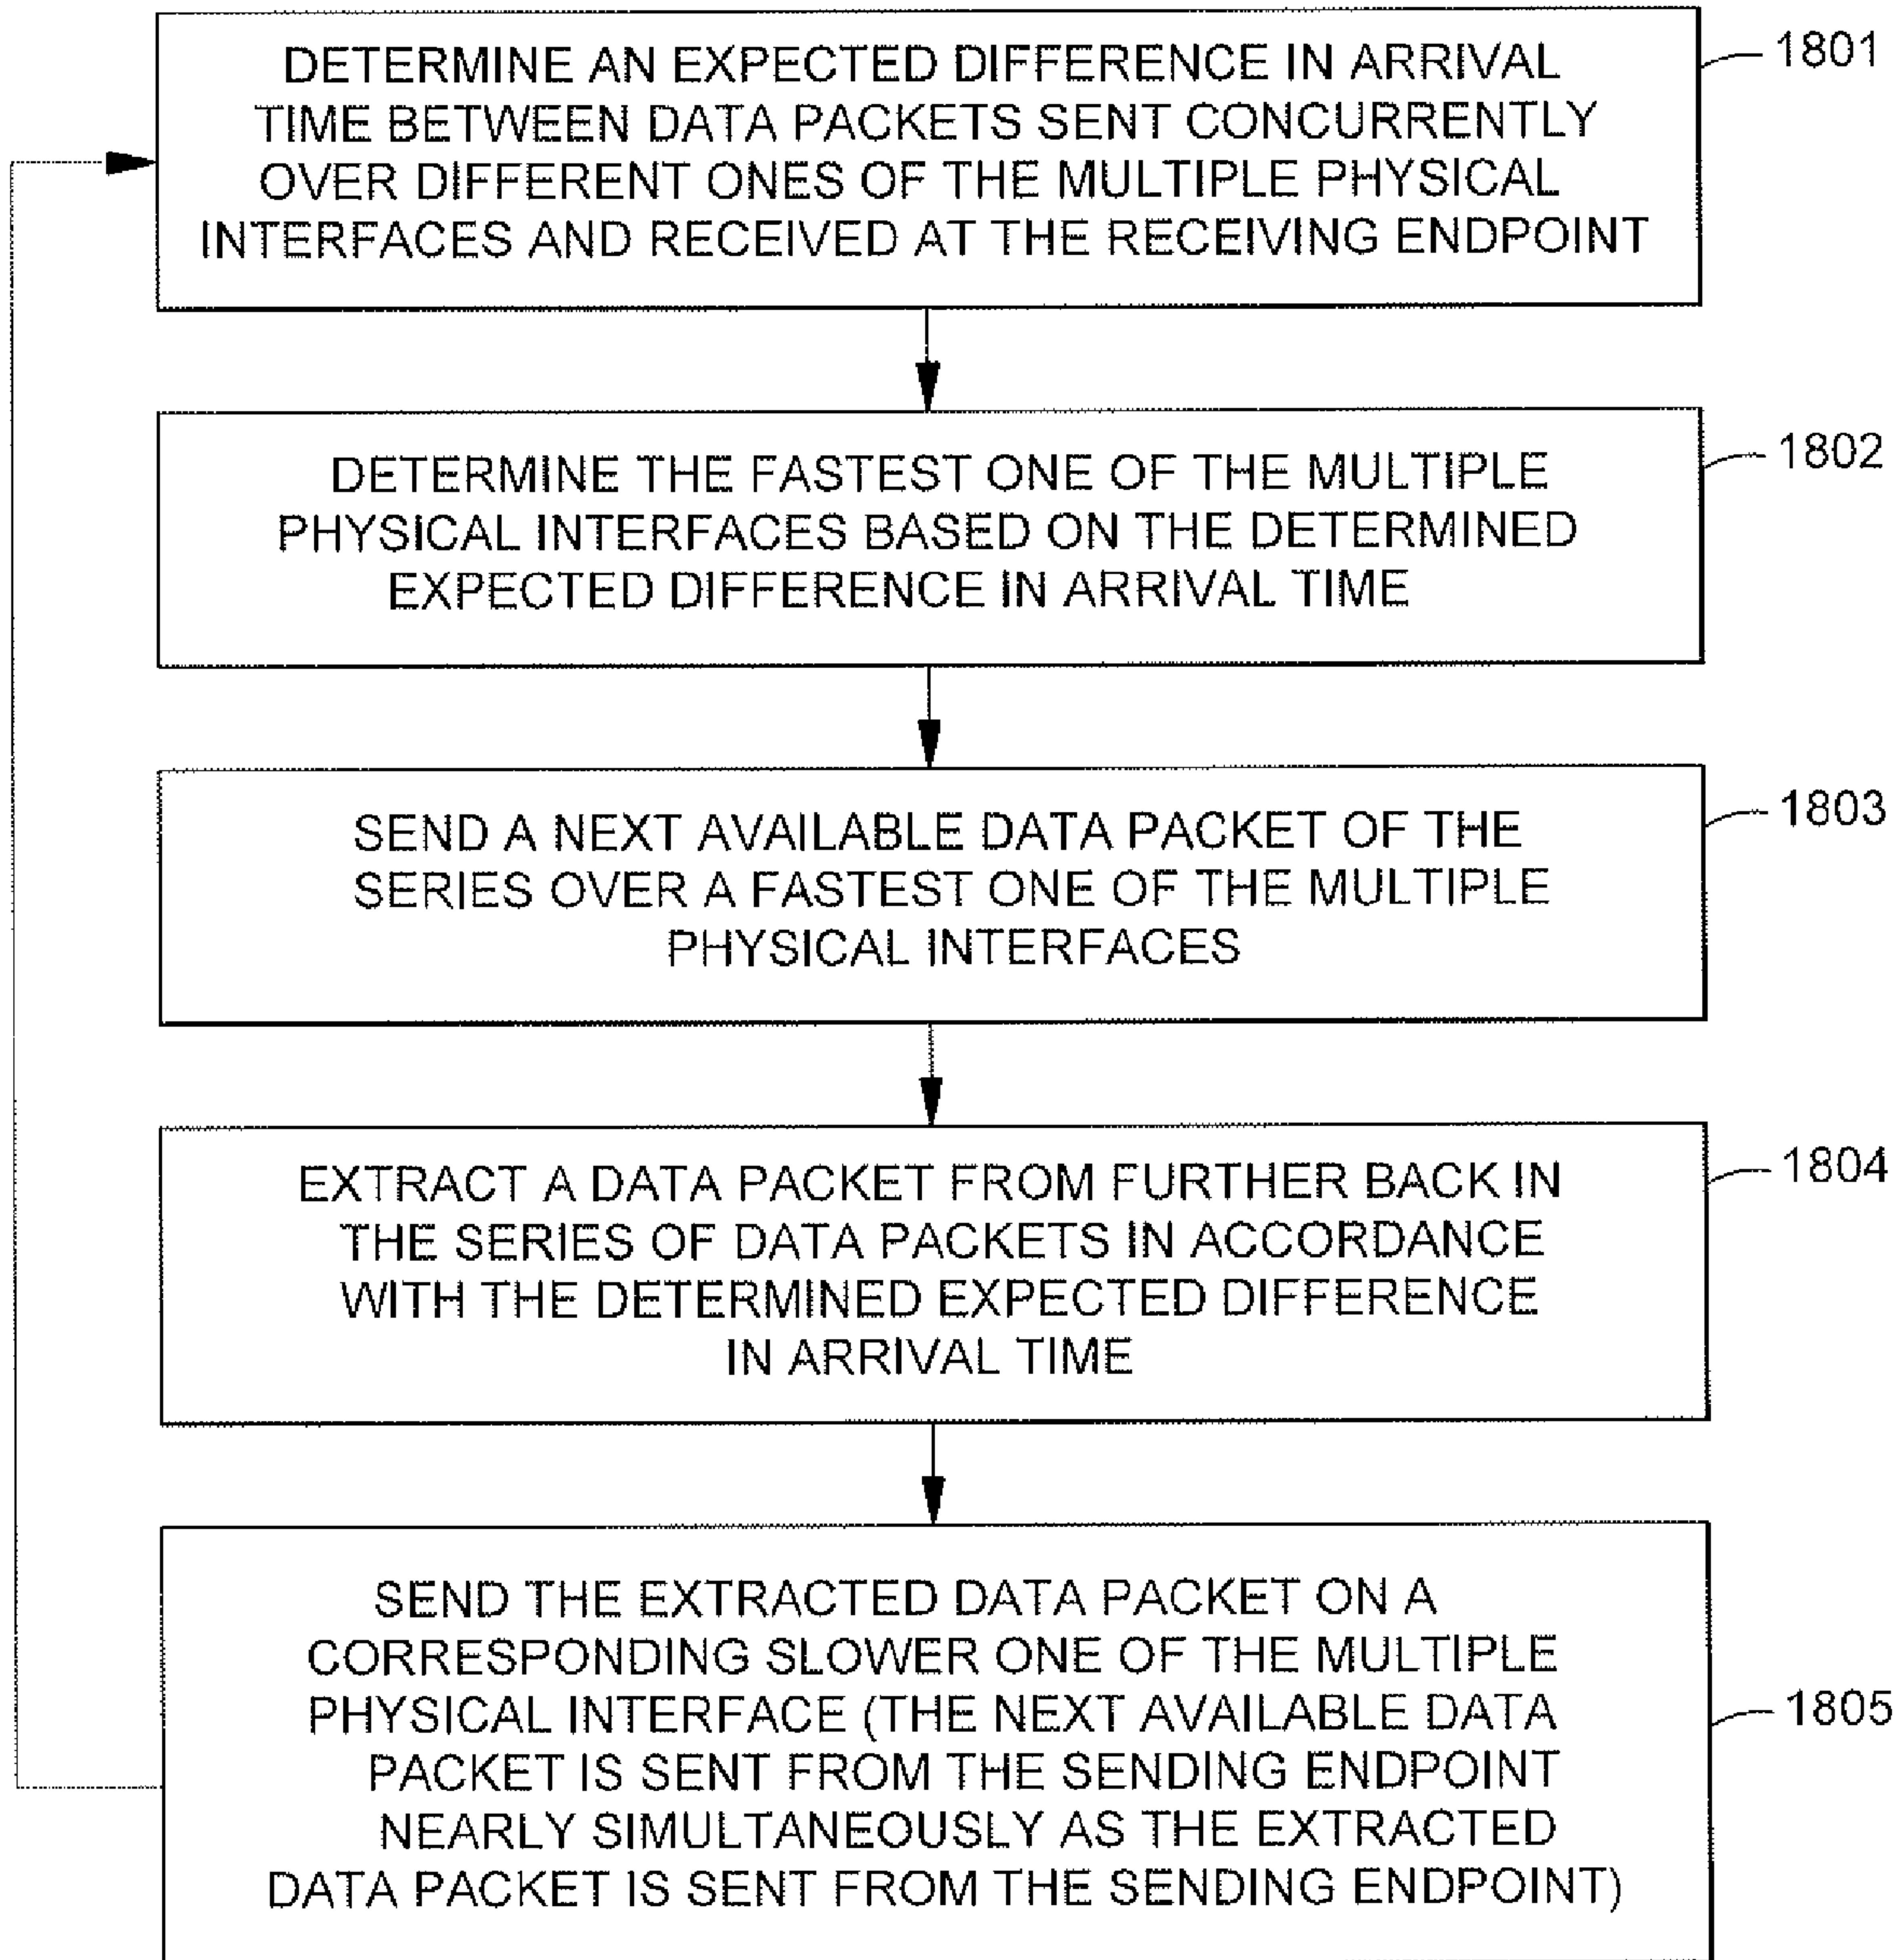 DETERMINE AN EXPECTED DIFFERENCE IN ARRIVAL
TIME BETWEEN DATA PACKETS SENT CONCURRENTLY
OVER DIFFERENT ONES OF THE MULTIPLE PHYSICAL
INTERFACES AND RECEIVED AT THE RECEIVING ENDPOINT
1801
DETERMINE THE FASTEST ONE OF THE MULTIPLE
PHYSICAL INTERFACES BASED ON THE DETERMINED
EXPECTED DIFFERENCE IN ARRIVAL TIME
1802
SEND A NEXT AVAILABLE DATA PACKET OF THE
SERIES OVER A FASTEST ONE OF THE MULTIPLE
PHYSICAL INTERFACES
1803
EXTRACT A DATA PACKET FROM FURTHER BACK IN
THE SERIES OF DATA PACKETS IN ACCORDANCE
WITH THE DETERMINED EXPECTED DIFFERENCE
IN ARRIVAL TIME
1804
SEND THE EXTRACTED DATA PACKET ON A
CORRESPONDING SLOWER ONE OF THE MULTIPLE
PHYSICAL INTERFACE (THE NEXT AVAILABLE DATA
PACKET IS SENT FROM THE SENDING ENDPOINT
NEARLY SIMULTANEOUSLY AS THE EXTRACTED
DATA PACKET IS SENT FROM THE SENDING ENDPOINT)
1805